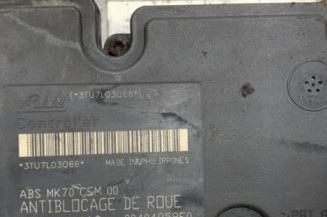 (*3TU7L03066*)
Ate
Controller
*3TU7L03066* MADE IN PHILIPPINES
ABS MK70 CSM 00
ANTIBLOCAGE DE ROUE